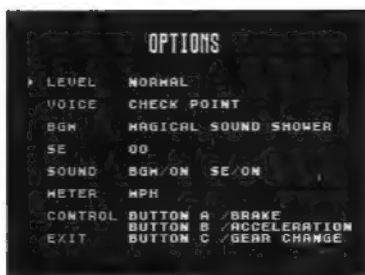 OPTIONS
LEVEL NORMAL
VOICE CHECK POINT
BGM MAGICAL SOUND SHOWER
SE 00
SOUND BGM/ON SE/ON
METER MPH
CONTROL BUTTON A /BRAKE
BUTTON B /ACCELERATION
EXIT BUTTON C /GEAR CHANGE